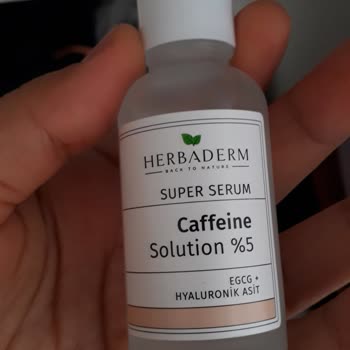 HERBADERM
BACK TO NATURE
SUPER SERUM
Caffeine
Solution %5
EGCG +
HYALURONİK ASİT